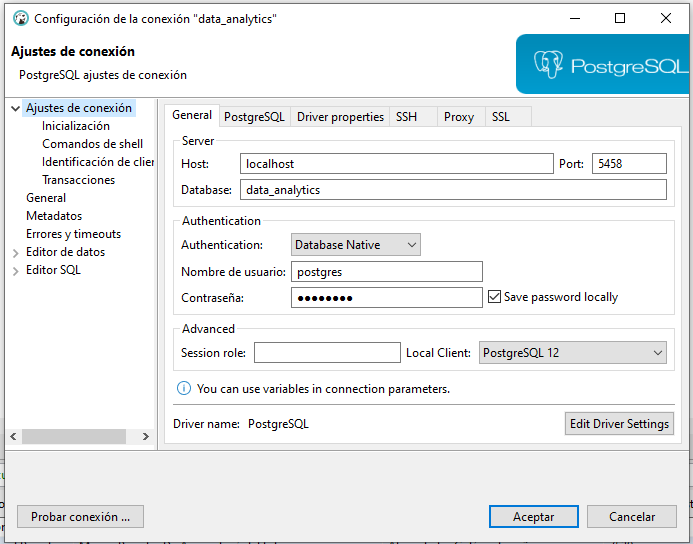 Configuración de la conexión "data_analytics"
Ajustes de conexión
PostgreSQL ajustes de conexión
PostgreSQL
Ajustes de conexión
Inicialización
Comandos de shell
Identificación de clier
Transacciones
General
Metadatos
Errores y timeouts
Editor de datos
Editor SQL
General PostgreSQL Driver properties SSH Proxy SSL
Server
Host: localhost Port: 5458
Database: data_analytics
Authentication
Authentication: Database Native
Nombre de usuario: postgres
Contraseña: ●●●●●●●● Save password locally
Advanced
Session role: Local Client: PostgreSQL 12
You can use variables in connection parameters.
Driver name: PostgreSQL Edit Driver Settings
Probar conexión ... Aceptar Cancelar